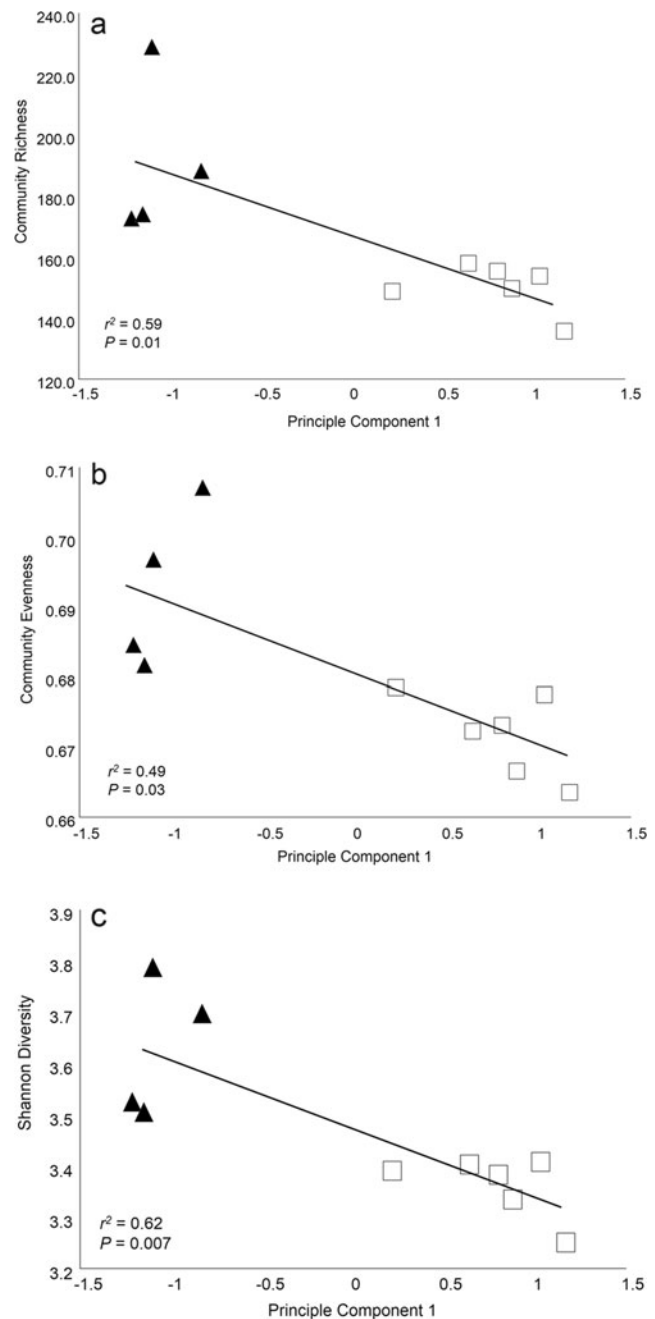 a
240.0
220.0
200.0
180.0
160.0
140.0
120.0
Community Richness
r² = 0.59
P = 0.01
-1.5 -1 -0.5 0 0.5 1 1.5
Principle Component 1
b
0.71
0.70
0.69
0.68
0.67
0.66
Community Evenness
r² = 0.49
P = 0.03
-1.5 -1 -0.5 0 0.5 1 1.5
Principle Component 1
c
3.9
3.8
3.7
3.6
3.5
3.4
3.3
3.2
Shannon Diversity
r² = 0.62
P = 0.007
-1.5 -1 -0.5 0 0.5 1 1.5
Principle Component 1